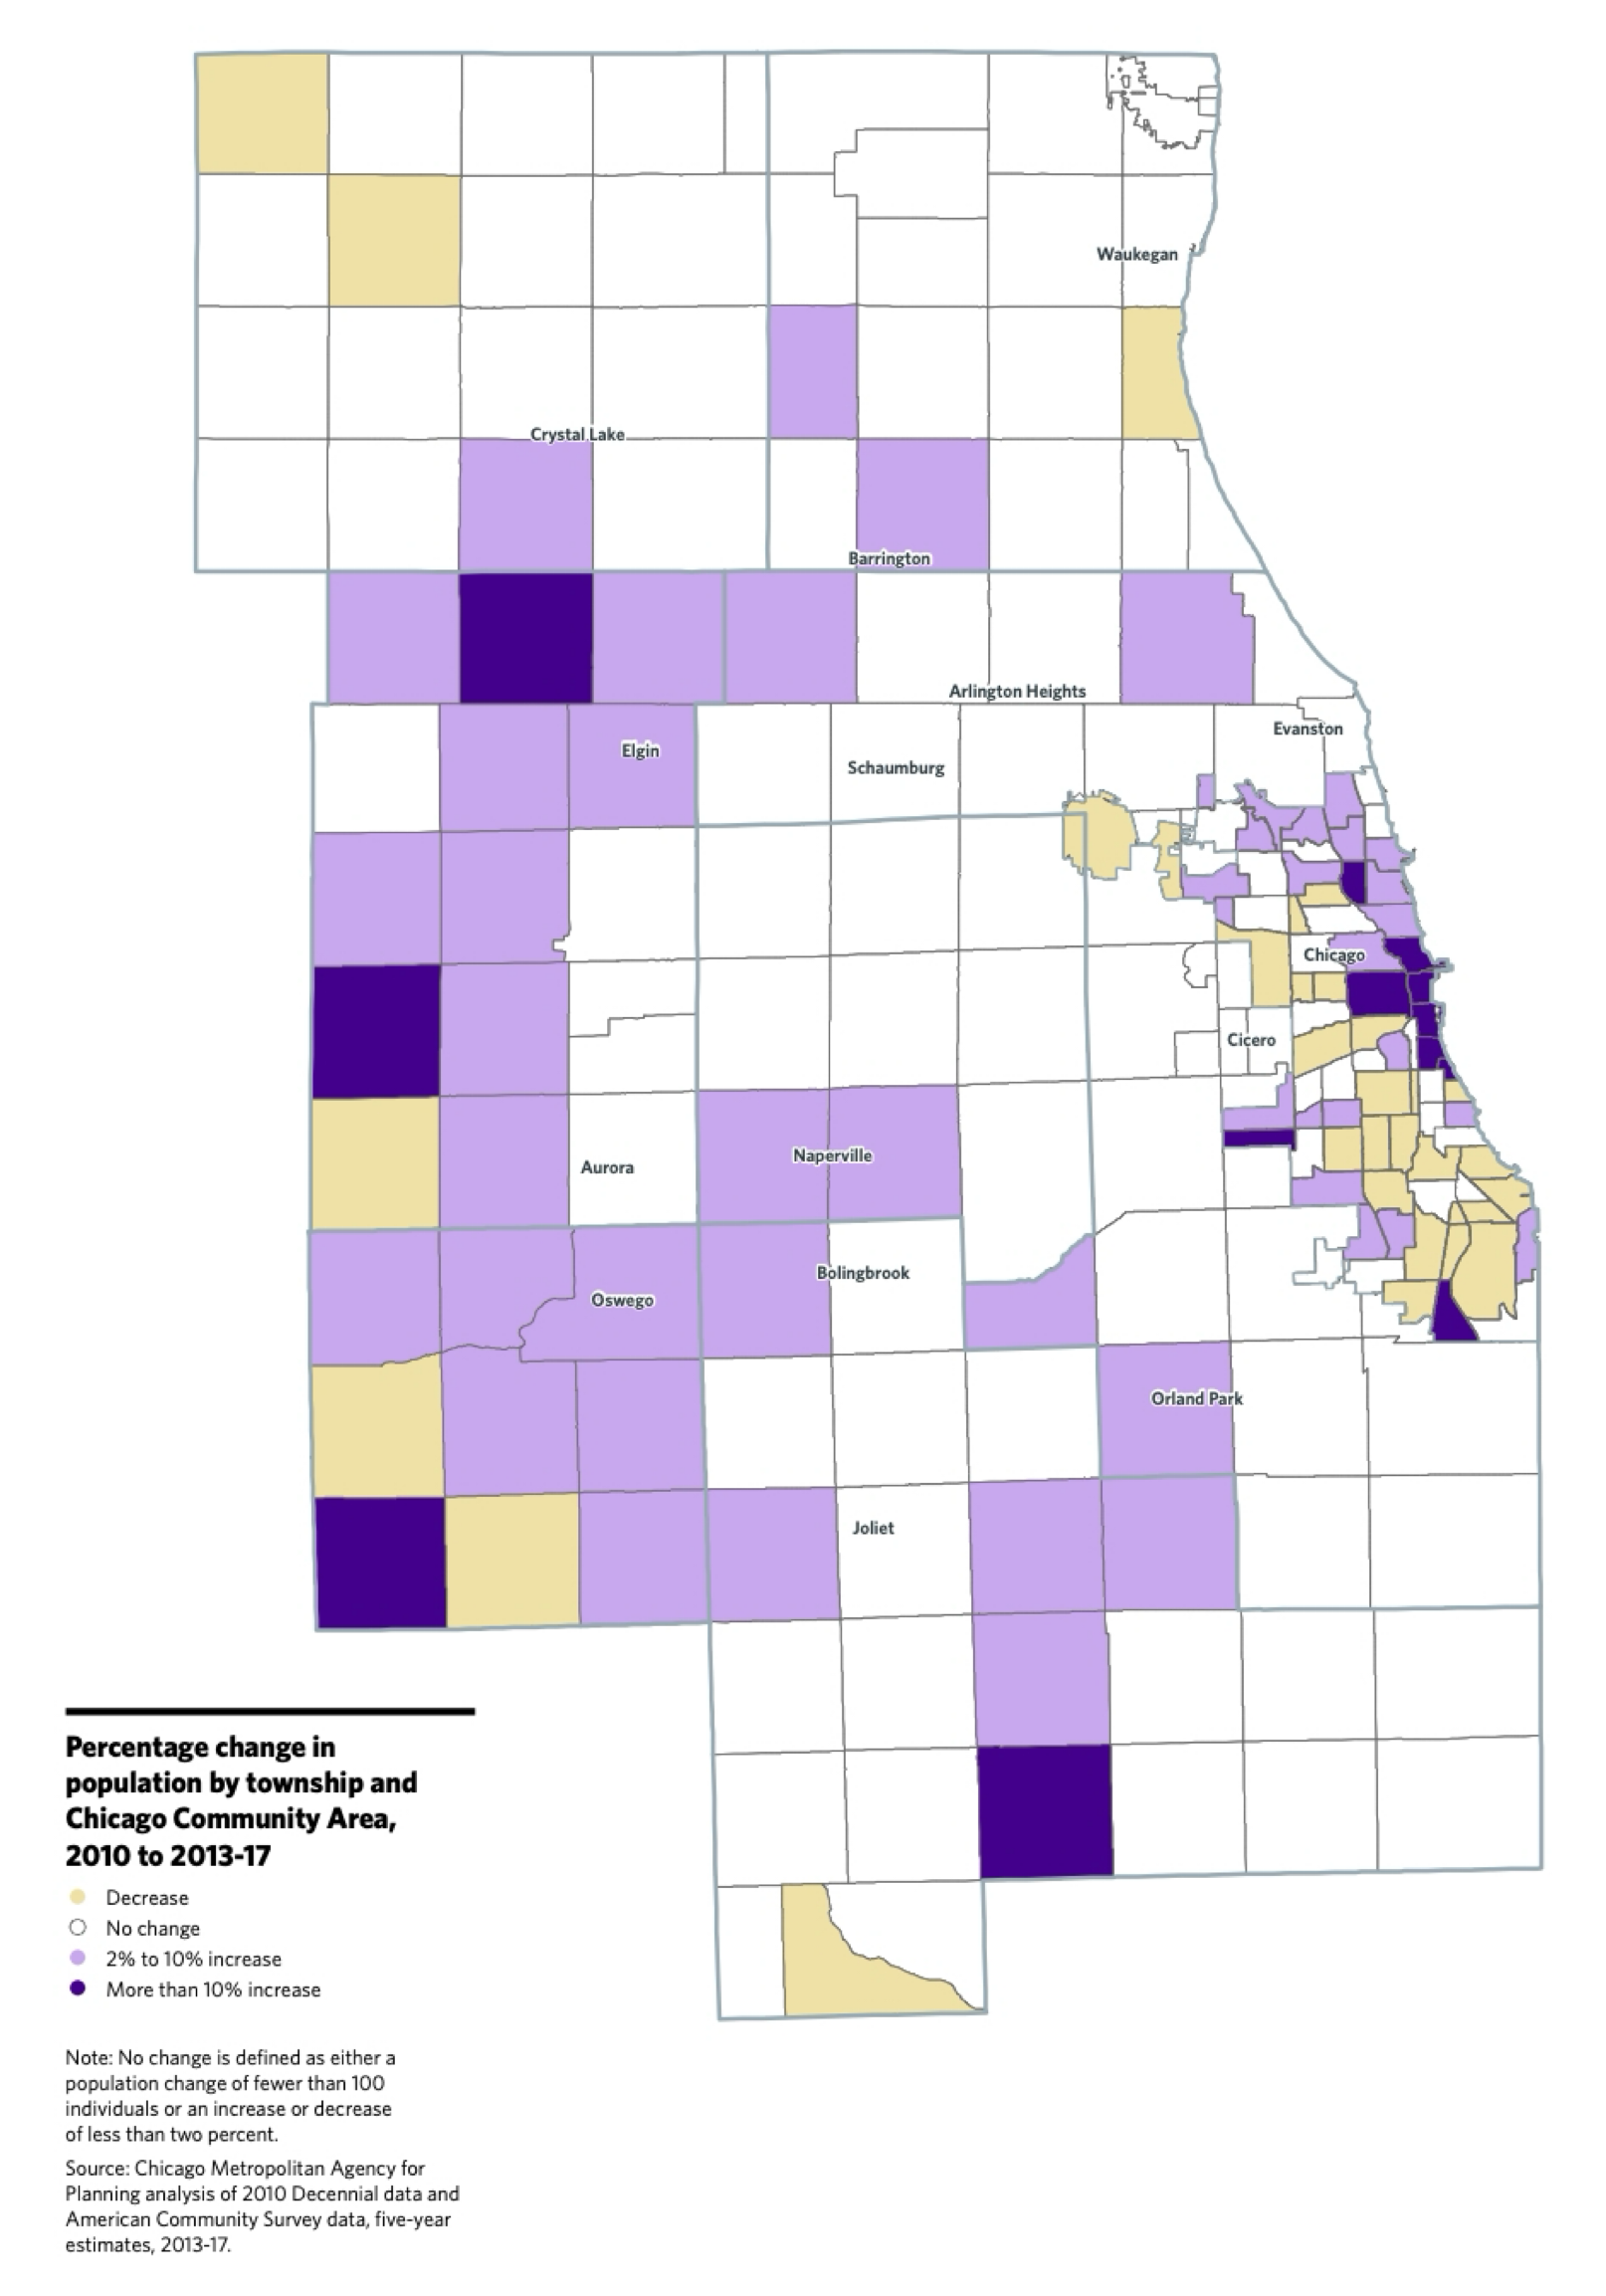 Waukegan
Crystal Lake
Barrington
Arlington Heights
Evanston
Elgin
Schaumburg
Chicago
Cicero
Naperville
Aurora
Bolingbrook
Oswego
Orland Park
Joliet
Percentage change in
population by township and
Chicago Community Area,
2010 to 2013-17
Decrease
No change
2% to 10% increase
More than 10% increase
Note: No change is defined as either a
population change of fewer than 100
individuals or an increase or decrease
of less than two percent.
Source: Chicago Metropolitan Agency for
Planning analysis of 2010 Decennial data and
American Community Survey data, five-year
estimates, 2013-17.